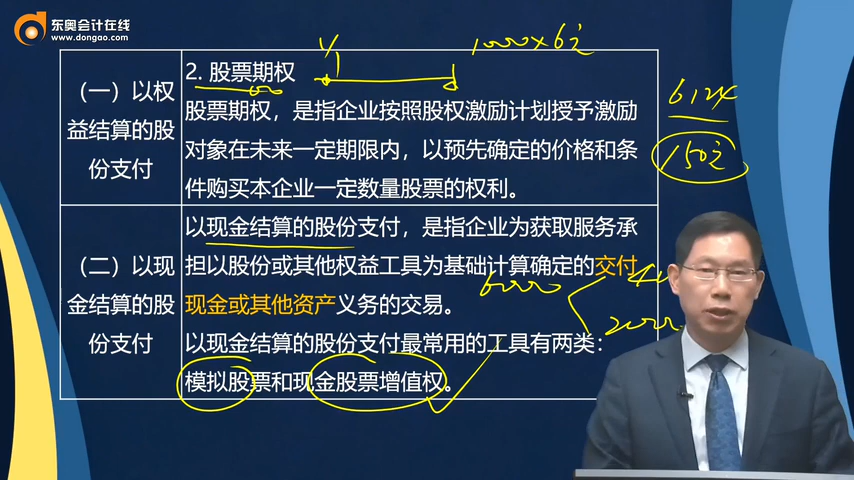 东奥会计在线
www.dongao.com
（一）以权
益结算的股
份支付
2. 股票期权
股票期权，是指企业按照股权激励计划授予激励
对象在未来一定期限内，以预先确定的价格和条
件购买本企业一定数量股票的权利。
1000×6元
150元
（二）以现
金结算的股
份支付
以现金结算的股份支付，是指企业为获取服务承
担以股份或其他权益工具为基础计算确定的交付
现金或其他资产义务的交易。
以现金结算的股份支付最常用的工具有两类：
模拟股票和现金股票增值权。
6000